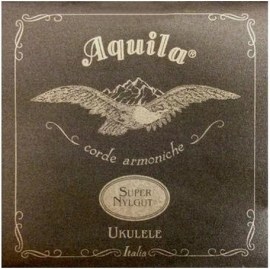 Aquila®
corde armoniche
SUPER
NYLGUT
UKULELE
Italia